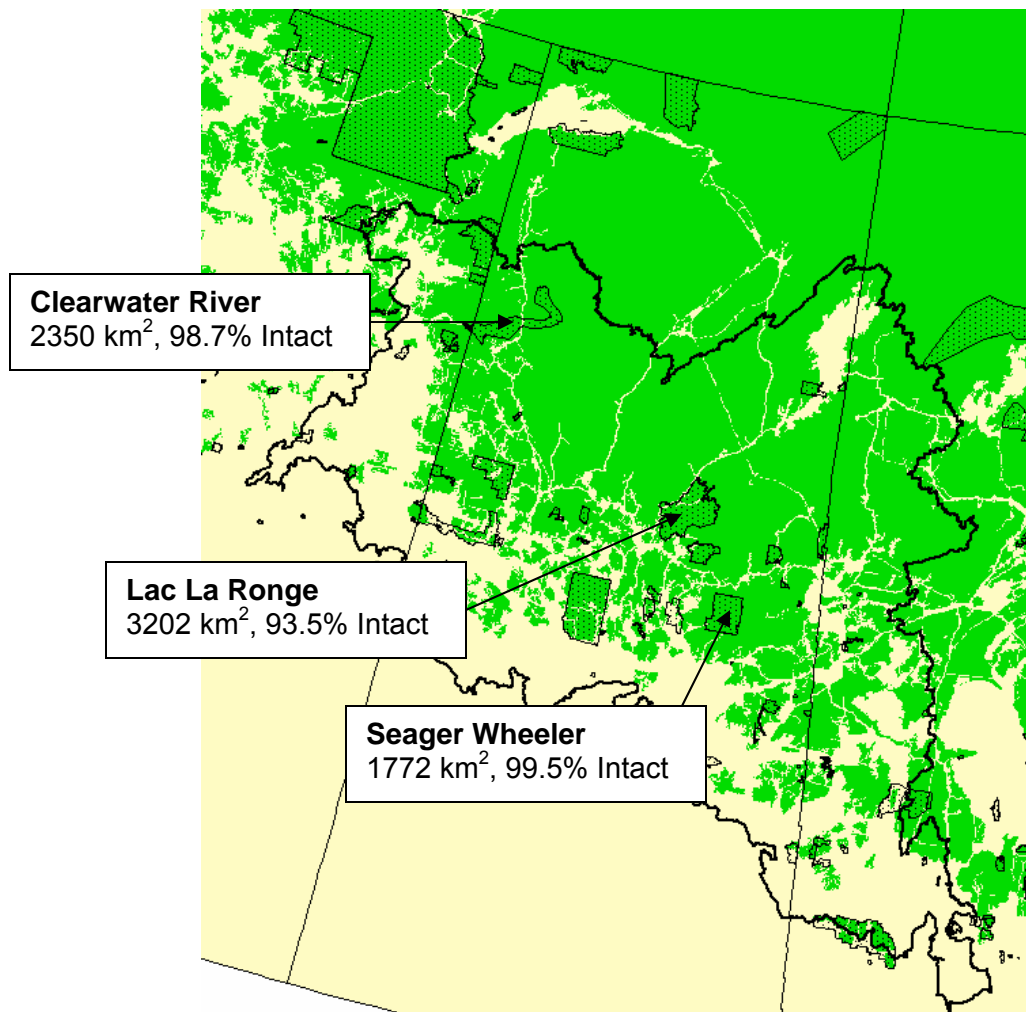 Clearwater River
2350 km², 98.7% Intact
Lac La Ronge
3202 km², 93.5% Intact
Seager Wheeler
1772 km², 99.5% Intact